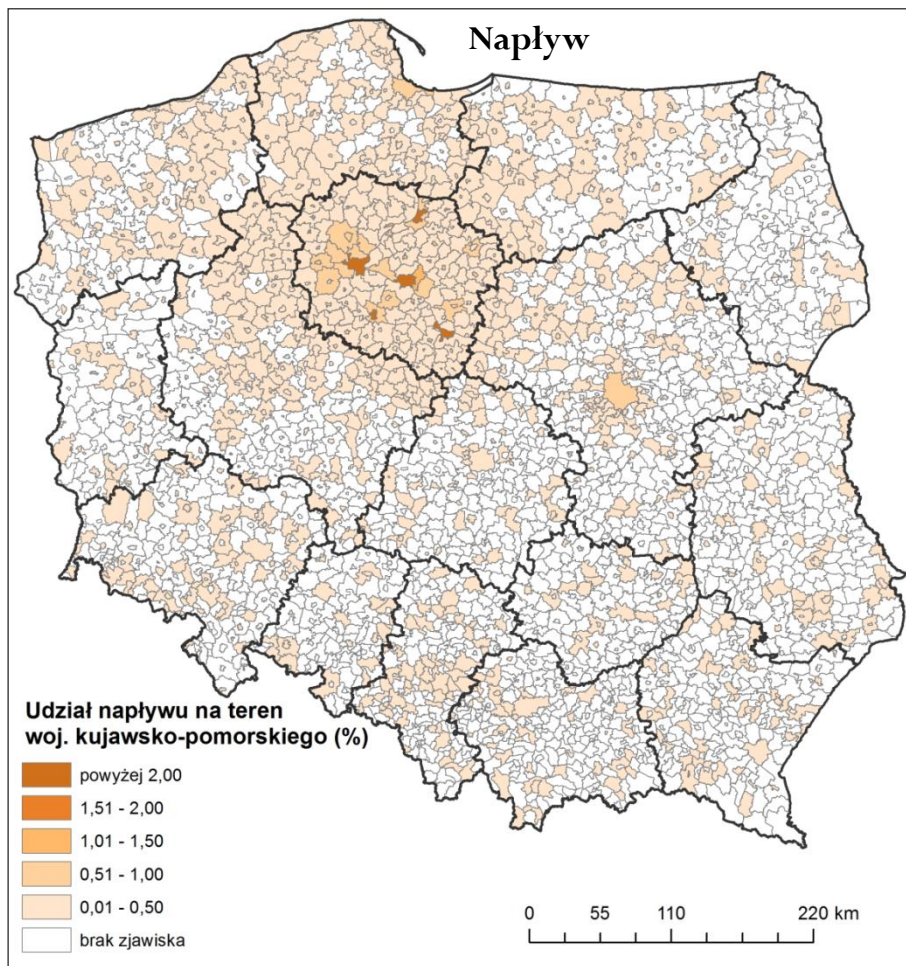 Napływ
Udział napływu na teren
woj. kujawsko-pomorskiego (%)
powyżej 2,00
1,51 - 2,00
1,01 - 1,50
0,51 - 1,00
0,01 - 0,50
brak zjawiska
0 55 110 220 km